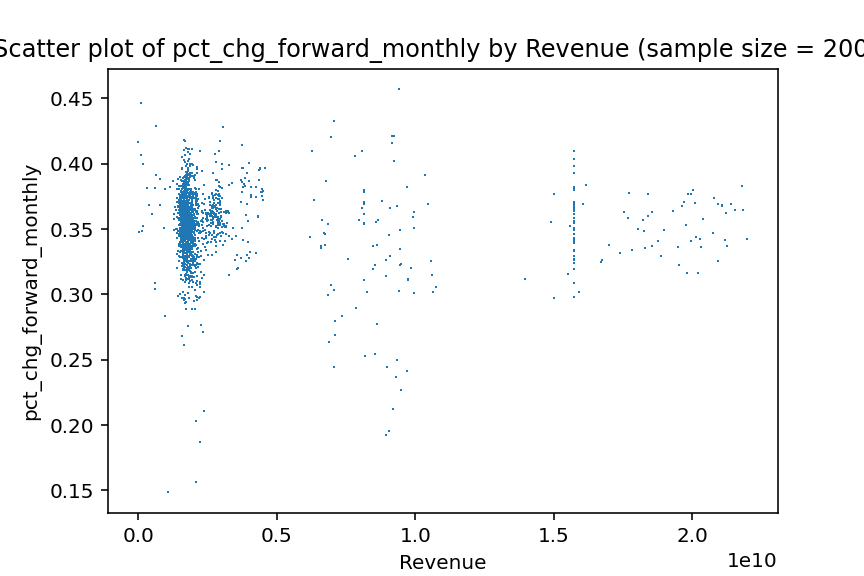 Scatter plot of pct_chg_forward_monthly by Revenue (sample size = 200
0.45
0.40
0.35
0.30
0.25
0.20
0.15
pct_chg_forward_monthly
0.0 0.5 1.0 1.5 2.0
1e10
Revenue